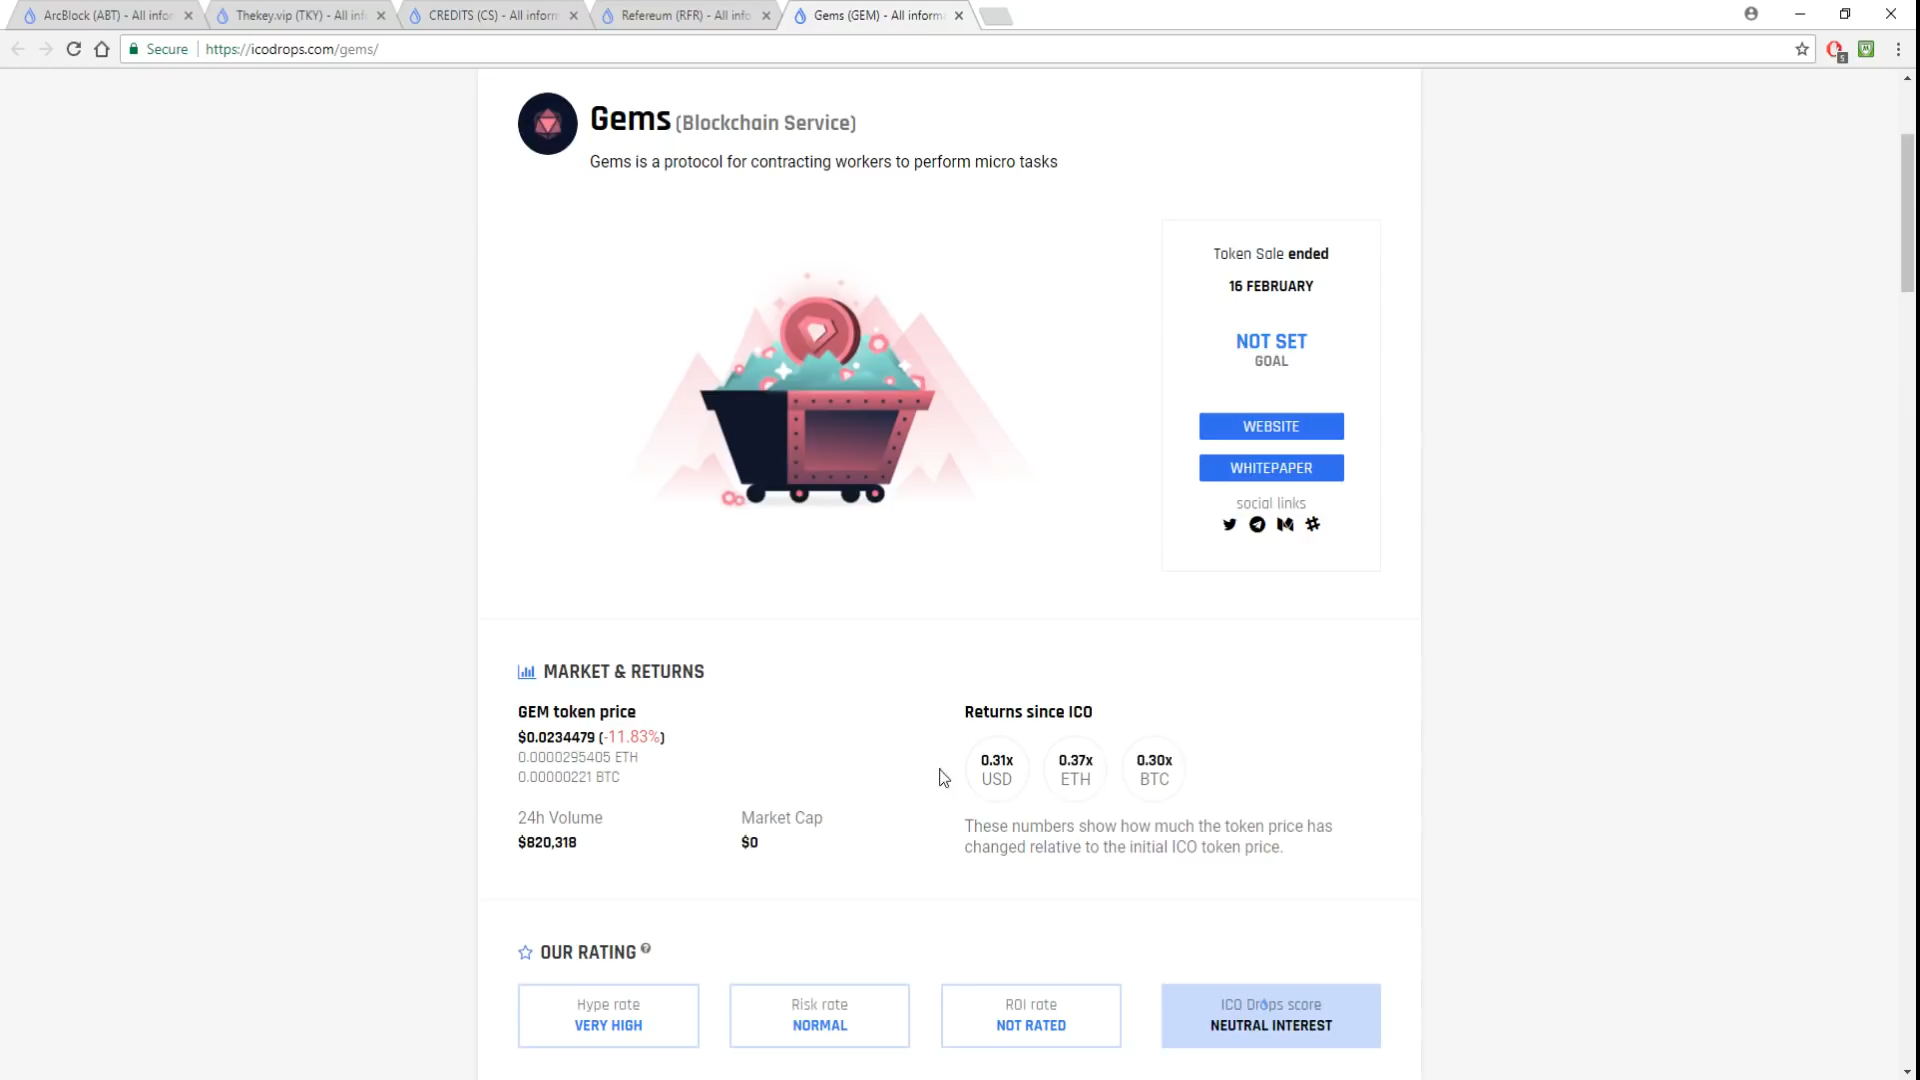 ArcBlock (ABT) - All infor
Thekey.vip (TKY) - All inf
CREDITS (CS) - All inform
Refereum (RFR) - All info
Gems (GEM) - All inform
Secure
https://icodrops.com/gems/
5
Gems (Blockchain Service)
Gems is a protocol for contracting workers to perform micro tasks
Token Sale ended
16 FEBRUARY
NOT SET
GOAL
WEBSITE
WHITEPAPER
social links
MARKET & RETURNS
GEM token price
$0.0234479 (-11.83%)
0.0000295405 ETH
0.00000221 BTC
24h Volume
$820,318
Market Cap
$0
Returns since ICO
0.31x
USD
0.37x
ETH
0.30x
BTC
These numbers show how much the token price has
changed relative to the initial ICO token price.
OUR RATING ?
Hype rate
VERY HIGH
Risk rate
NORMAL
ROI rate
NOT RATED
ICO Drops score
NEUTRAL INTEREST